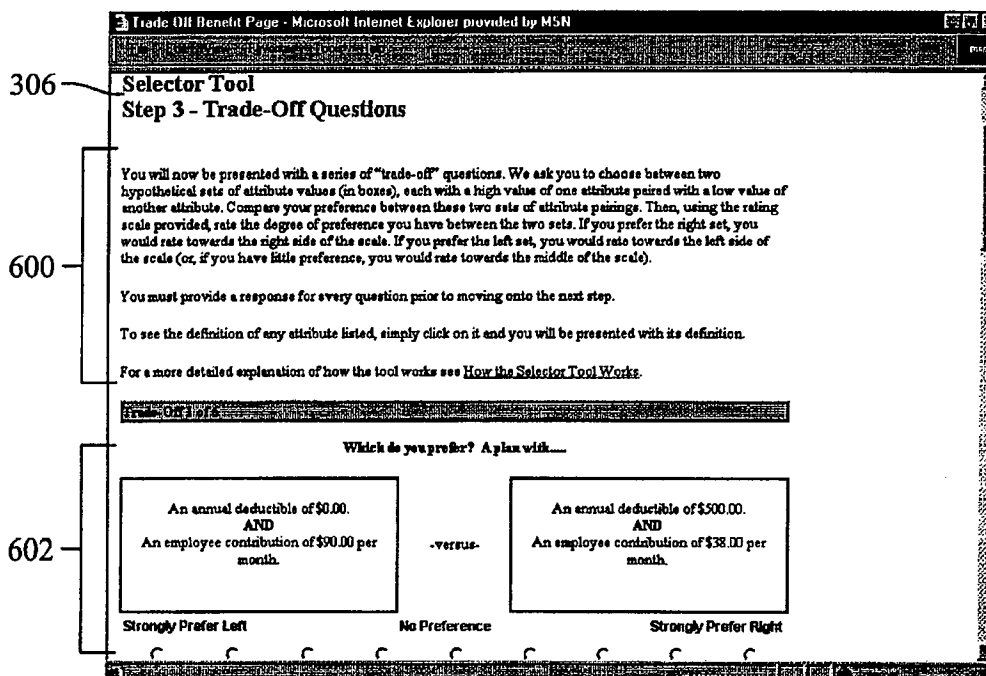 Trade Off Benefit Page - Microsoft Internet Explorer provided by MSN
306
Selector Tool
Step 3 - Trade-Off Questions
You will now be presented with a series of "trade-off" questions. We ask you to choose between two
hypothetical sets of attribute values (in boxes), each with a high value of one attribute paired with a low value of
another attribute. Compare your preference between these two sets of attribute pairings. Then, using the rating
scale provided, rate the degree of preference you have between the two sets. If you prefer the right set, you
would rate towards the right side of the scale. If you prefer the left set, you would rate towards the left side of
the scale (or, if you have little preference, you would rate towards the middle of the scale).
600
You must provide a response for every question prior to moving onto the next step.
To see the definition of any attribute listed, simply click on it and you will be presented with its definition.
For a more detailed explanation of how the tool works see How the Selector Tool Works.
Trade Off 1 of 6
Which do you prefer? A plan with.....
An annual deductible of $0.00.
AND
An employee contribution of $90.00 per
month.
-versus-
An annual deductible of $500.00.
AND
An employee contribution of $38.00 per
month.
602
Strongly Prefer Left No Preference Strongly Prefer Right